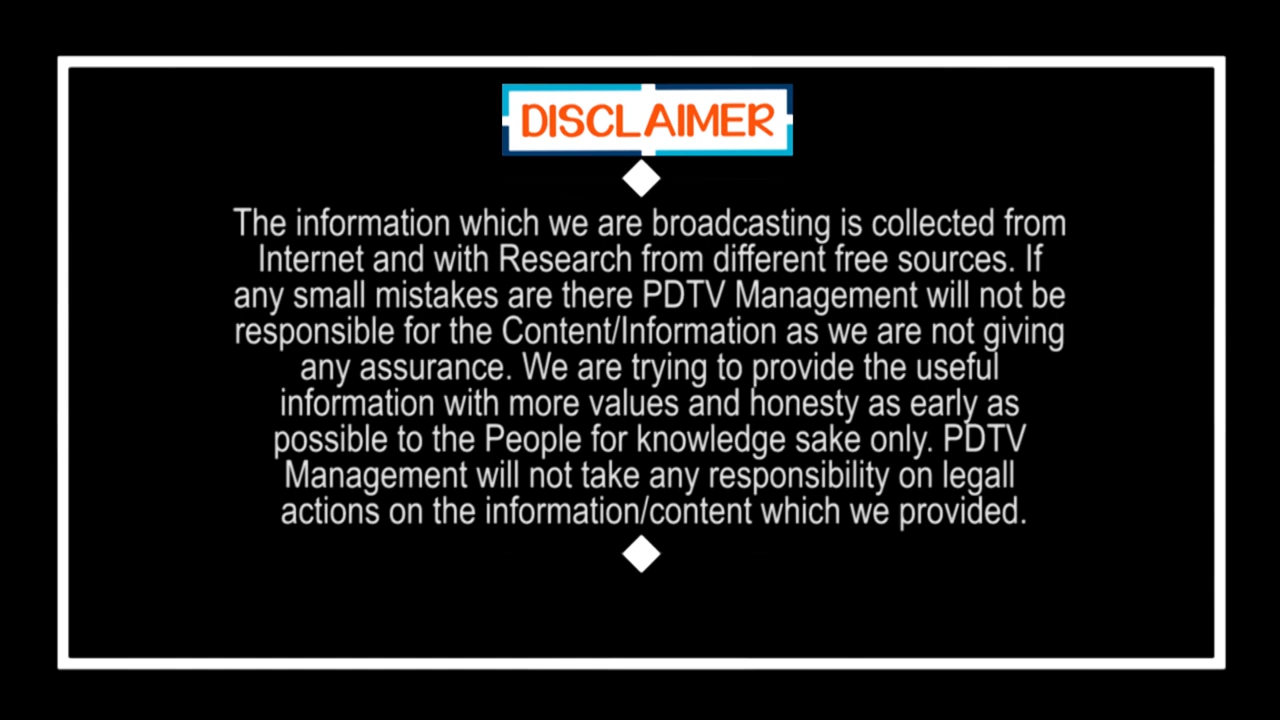 DISCLAIMER
The information which we are broadcasting is collected from
Internet and with Research from different free sources. If
any small mistakes are there PDTV Management will not be
responsible for the Content/Information as we are not giving
any assurance. We are trying to provide the useful
information with more values and honesty as early as
possible to the People for knowledge sake only. PDTV
Management will not take any responsibility on legall
actions on the information/content which we provided.